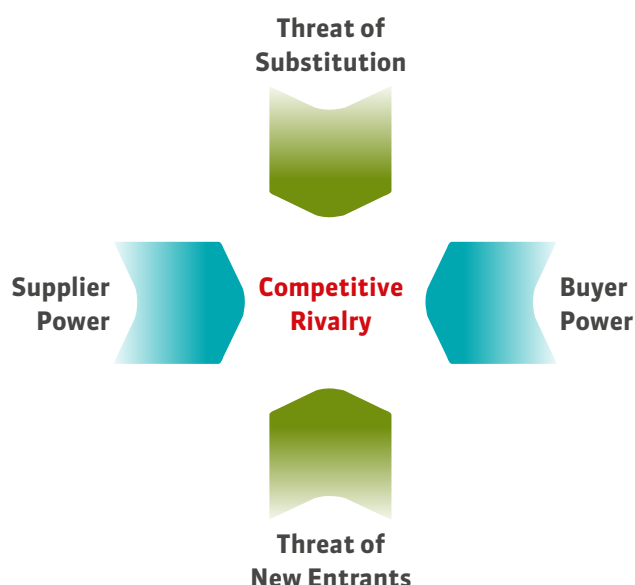 Threat of
Substitution
Supplier
Power
Competitive
Rivalry
Buyer
Power
Threat of
New Entrants